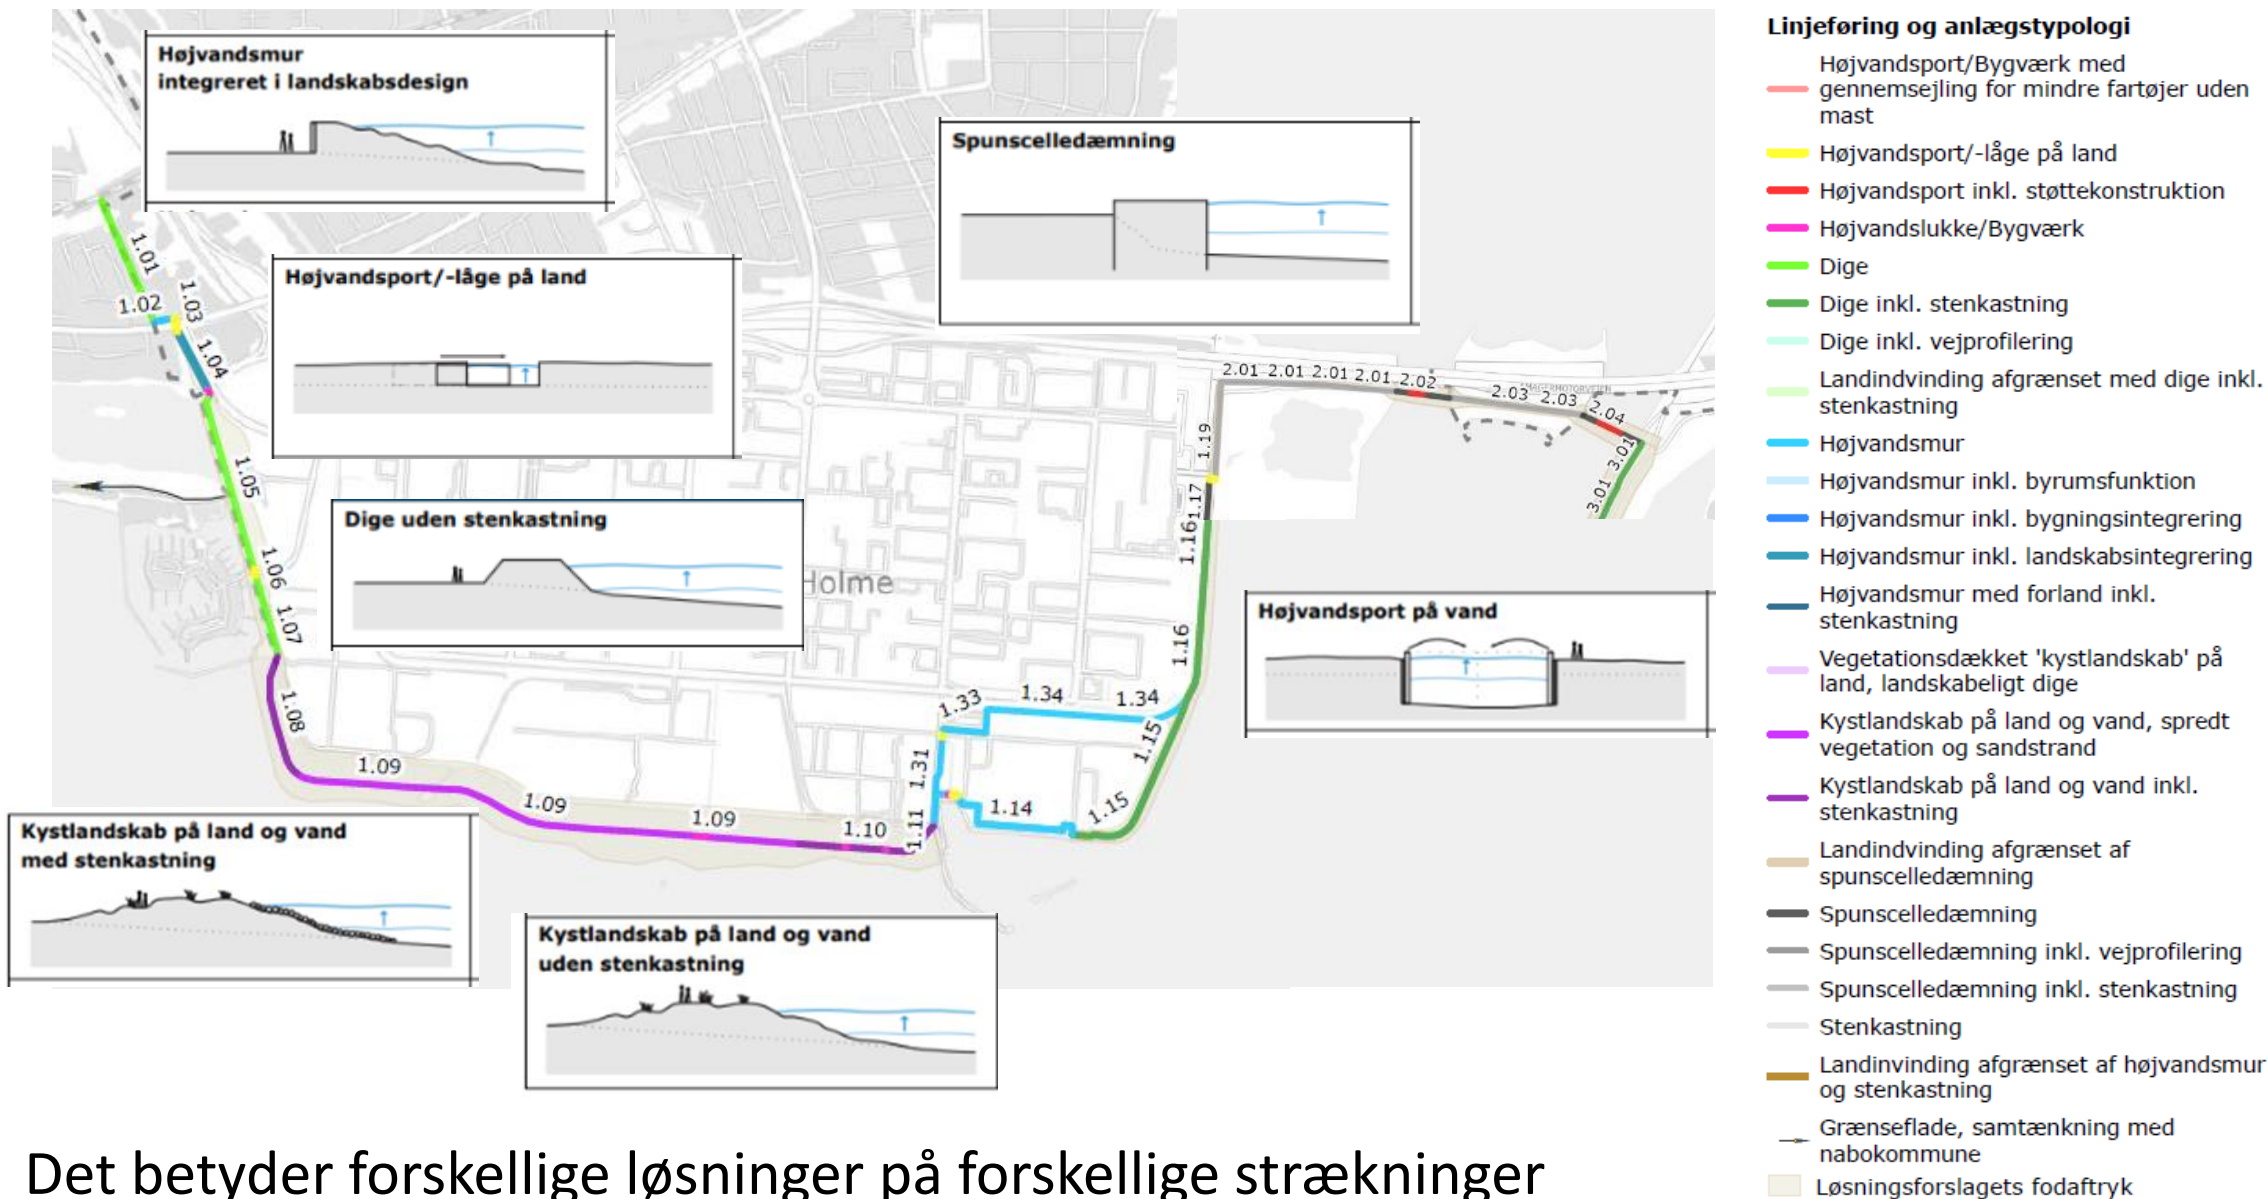 Højvandsmur
integreret i landskabsdesign
Spunscelledæmning
Højvandsport/-låge på land
Dige uden stenkastning
Højvandsport på vand
Kystlandskab på land og vand
med stenkastning
Kystlandskab på land og vand
uden stenkastning
Holme
1.01
1.02
1.03
1.04
1.05
1.06
1.07
1.08
1.09
1.09
1.09
1.10
1.11
1.31
1.33
1.34
1.34
1.14
1.15
1.15
1.16
1.16
1.17
1.19
2.01
2.01
2.01
2.01
2.02
2.03
2.03
2.04
3.01
3.01
Linjeføring og anlægstypologi
Højvandsport/Bygværk med
gennemsejling for mindre fartøjer uden
mast
Højvandsport/-låge på land
Højvandsport inkl. støttekonstruktion
Højvandslukke/Bygværk
Dige
Dige inkl. stenkastning
Dige inkl. vejprofilering
Landindvinding afgrænset med dige inkl.
stenkastning
Højvandsmur
Højvandsmur inkl. byrumsfunktion
Højvandsmur inkl. bygningsintegrering
Højvandsmur inkl. landskabsintegrering
Højvandsmur med forland inkl.
stenkastning
Vegetationsdækket 'kystlandskab' på
land, landskabeligt dige
Kystlandskab på land og vand, spredt
vegetation og sandstrand
Kystlandskab på land og vand inkl.
stenkastning
Landindvinding afgrænset af
spunscelledæmning
Spunscelledæmning
Spunscelledæmning inkl. vejprofilering
Spunscelledæmning inkl. stenkastning
Stenkastning
Landinvinding afgrænset af højvandsmur
og stenkastning
Grænseflade, samtænkning med
nabokommune
Løsningsforslagets fodaftryk
Det betyder forskellige løsninger på forskellige strækninger